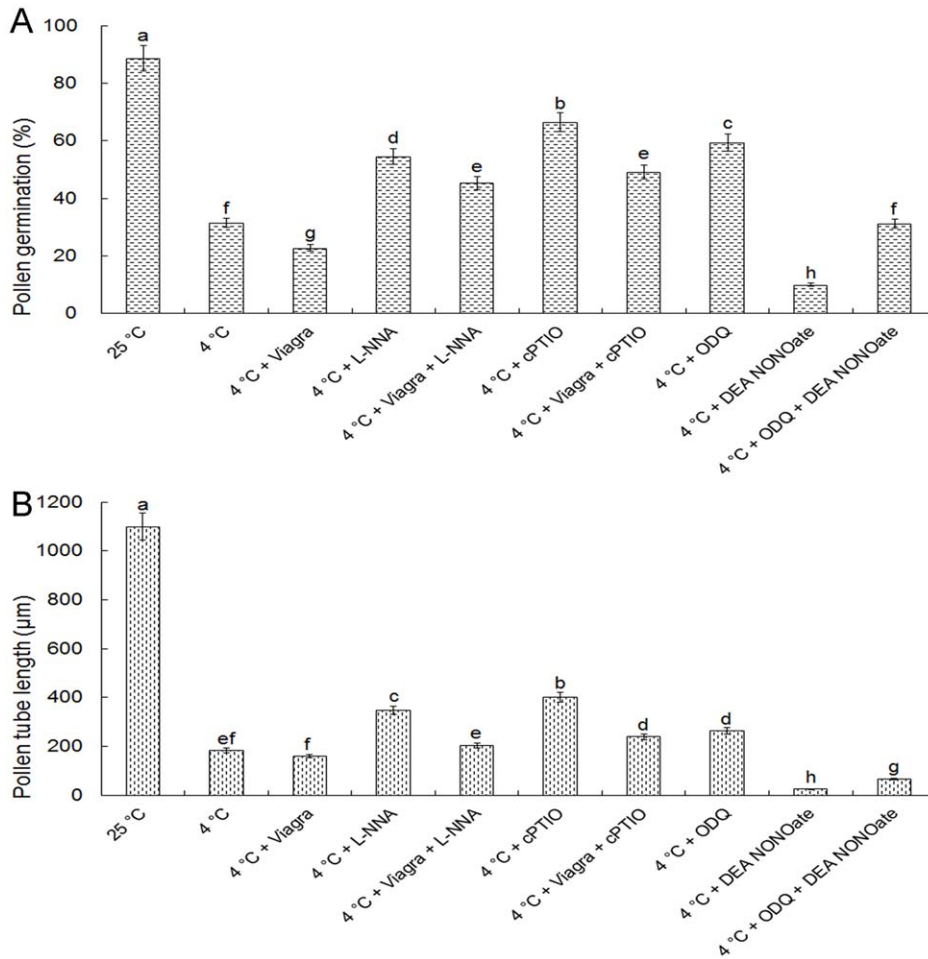 A
Pollen germination (%)
100
80
60
40
20
0
a
f
g
d
e
b
e
c
h
f
25 °C
4 °C
4 °C + Viagra
4 °C + L-NNA
4 °C + Viagra + L-NNA
4 °C + cPTIO
4 °C + Viagra + cPTIO
4 °C + ODQ
4 °C + DEA NONOate
4 °C + ODQ + DEA NONOate
B
Pollen tube length (µm)
1200
1000
800
600
400
200
0
a
ef
f
c
e
b
d
d
h
g
25 °C
4 °C
4 °C + Viagra
4 °C + L-NNA
4 °C + Viagra + L-NNA
4 °C + cPTIO
4 °C + Viagra + cPTIO
4 °C + ODQ
4 °C + DEA NONOate
4 °C + ODQ + DEA NONOate